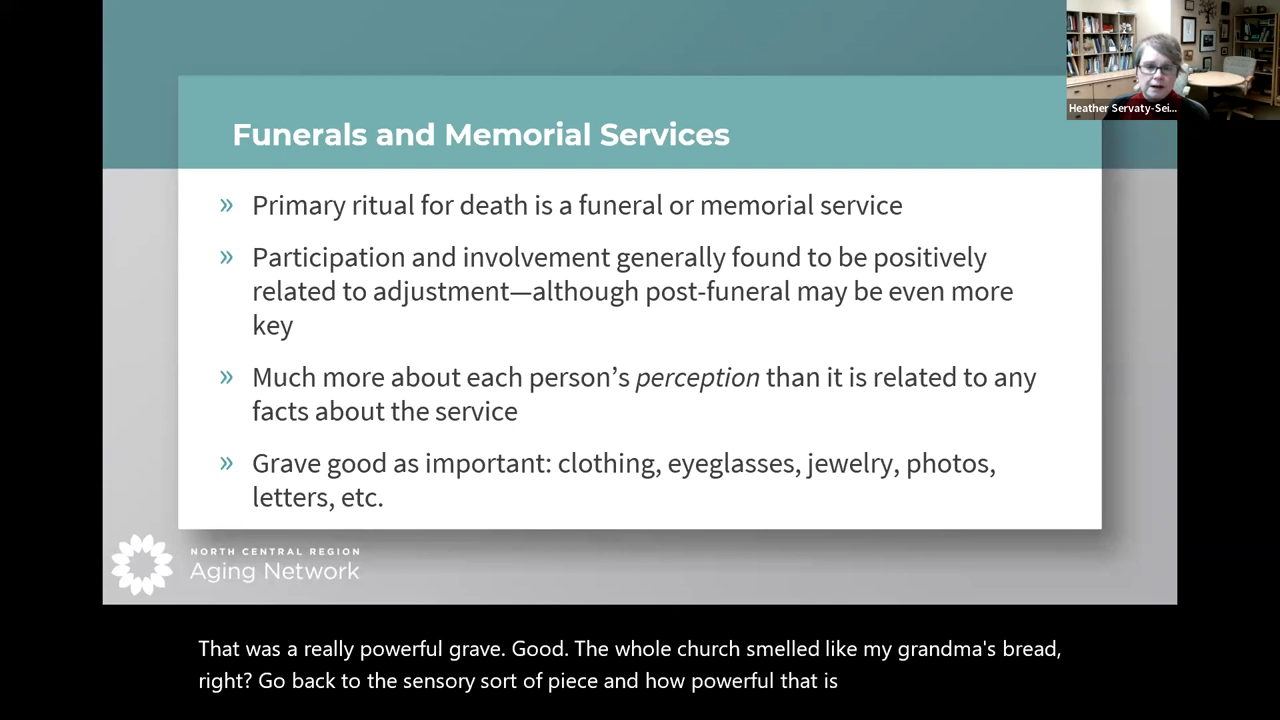 Heather Servaty-Sei...
Funerals and Memorial Services
» Primary ritual for death is a funeral or memorial service
» Participation and involvement generally found to be positively
related to adjustment—although post-funeral may be even more
key
» Much more about each person’s perception than it is related to any
facts about the service
» Grave good as important: clothing, eyeglasses, jewelry, photos,
letters, etc.
NORTH CENTRAL REGION
Aging Network
That was a really powerful grave. Good. The whole church smelled like my grandma's bread,
right? Go back to the sensory sort of piece and how powerful that is